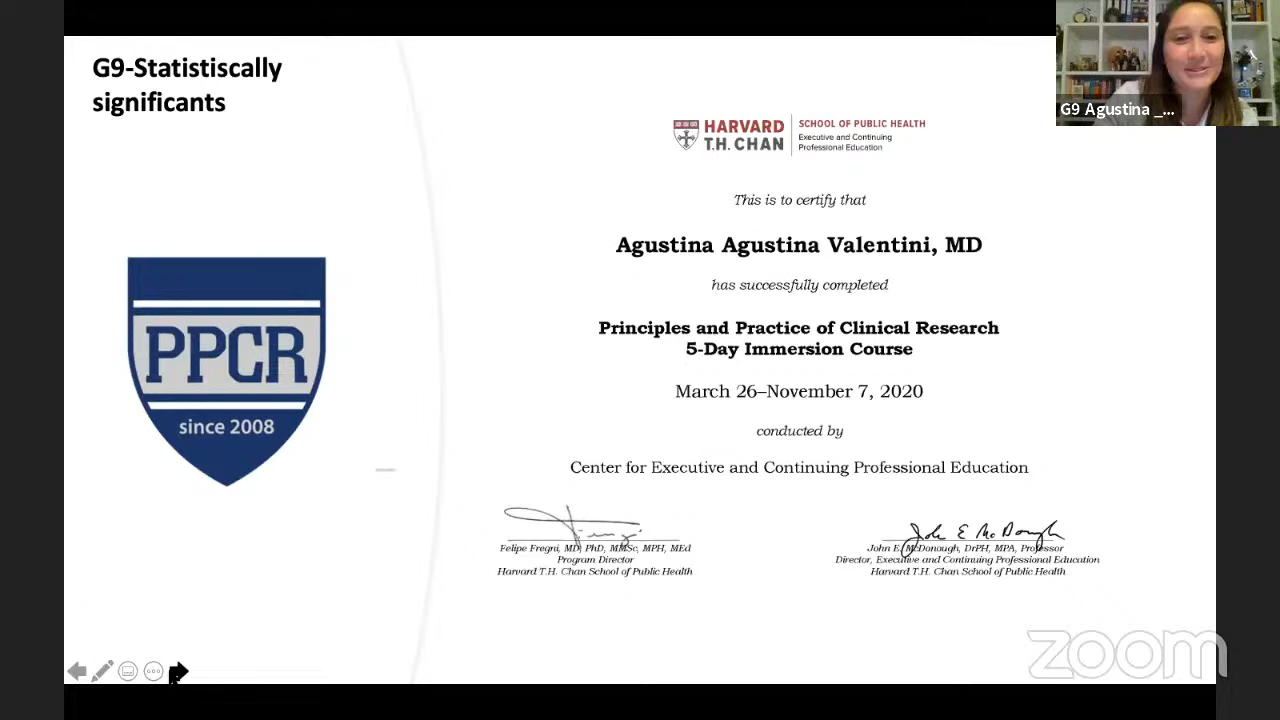 G9-Statistiscally
significants
G9 Agustina _...
HARVARD
T.H. CHAN
SCHOOL OF PUBLIC HEALTH
Executive and Continuing
Professional Education
This is to certify that
Agustina Agustina Valentini, MD
has successfully completed
Principles and Practice of Clinical Research
5-Day Immersion Course
March 26–November 7, 2020
conducted by
Center for Executive and Continuing Professional Education
PPCR
since 2008
John E McDonough
Felipe Fregni, MD, PhD, MMSc, MPH, MEd
Program Director
Harvard T.H. Chan School of Public Health
John E. McDonough, DrPH, MPA, Professor
Director, Executive and Continuing Professional Education
Harvard T.H. Chan School of Public Health
zoom